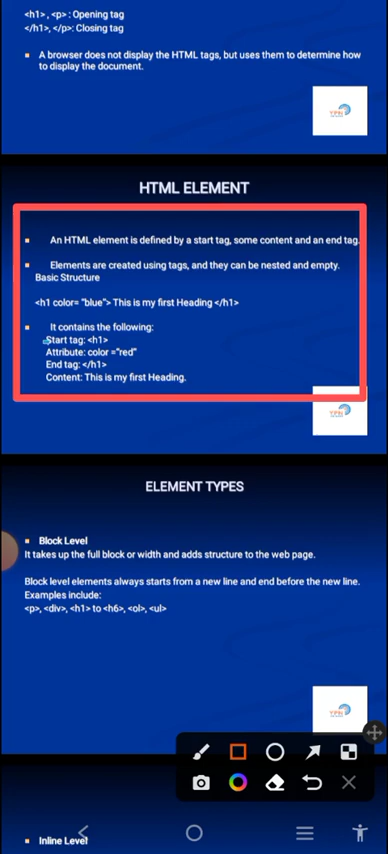 <h1> , <p> : Opening tag
</h1>, </p>: Closing tag
▪ A browser does not display the HTML tags, but uses them to determine how
to display the document.
HTML ELEMENT
▪ An HTML element is defined by a start tag, some content and an end tag.
▪ Elements are created using tags, and they can be nested and empty.
Basic Structure
<h1 color= “blue”> This is my first Heading </h1>
▪ It contains the following:
Start tag: <h1>
Attribute: color =”red”
End tag: </h1>
Content: This is my first Heading.
ELEMENT TYPES
▪ Block Level
It takes up the full block or width and adds structure to the web page.
Block level elements always starts from a new line and end before the new line.
Examples include:
<p>, <div>, <h1> to <h6>, <ol>, <ul>
▪ Inline Level